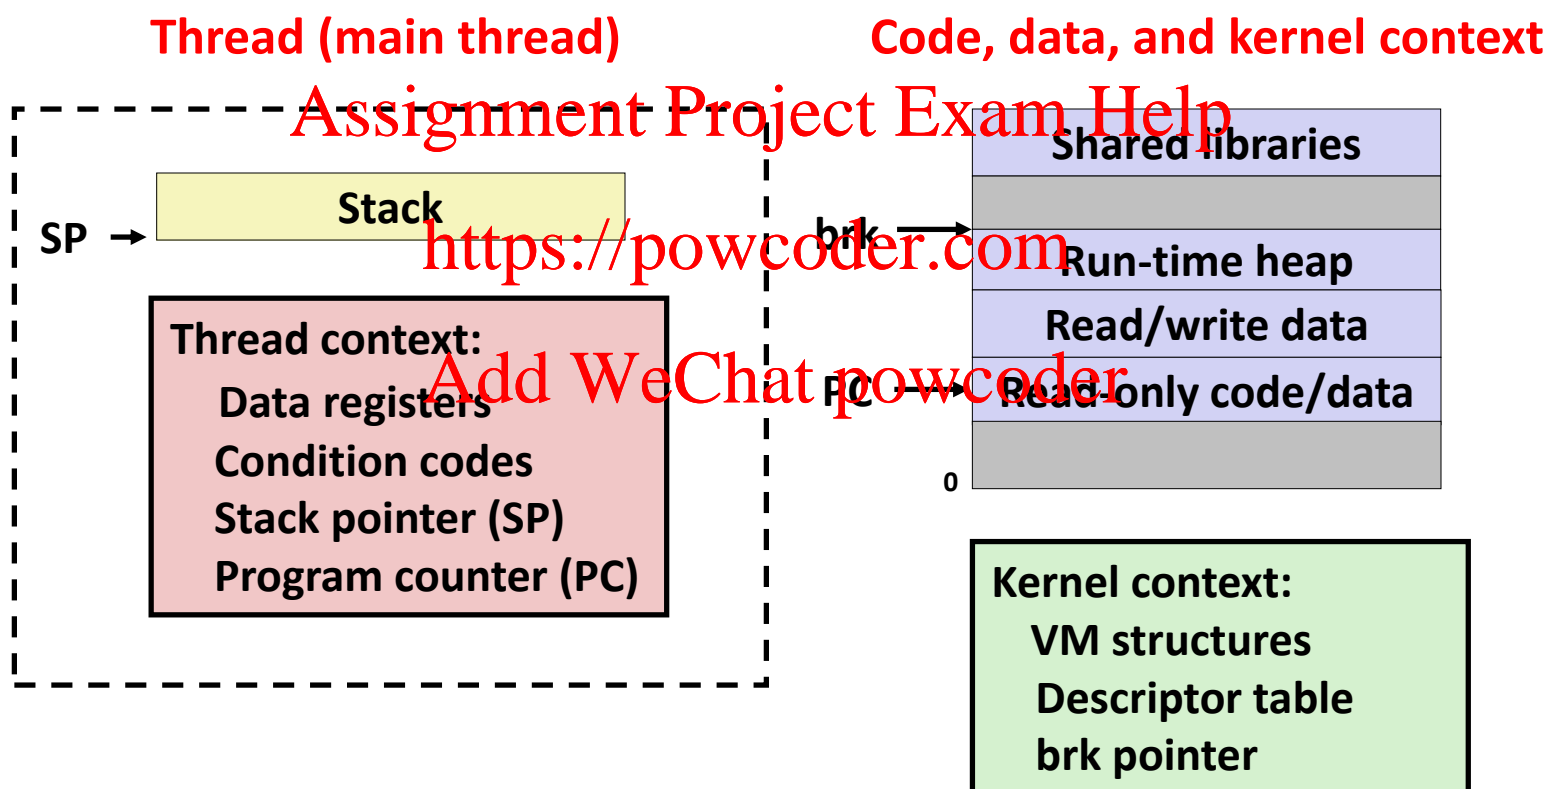 Thread (main thread)
Code, data, and kernel context
Assignment Project Exam Help
Shared libraries
Stack
SP
https://powcoder.com
brk
Run-time heap
Thread context:
Read/write data
Add WeChat powcoder
Data registers
PC
Read-only code/data
Condition codes
0
Stack pointer (SP)
Program counter (PC)
Kernel context:
VM structures
Descriptor table
brk pointer